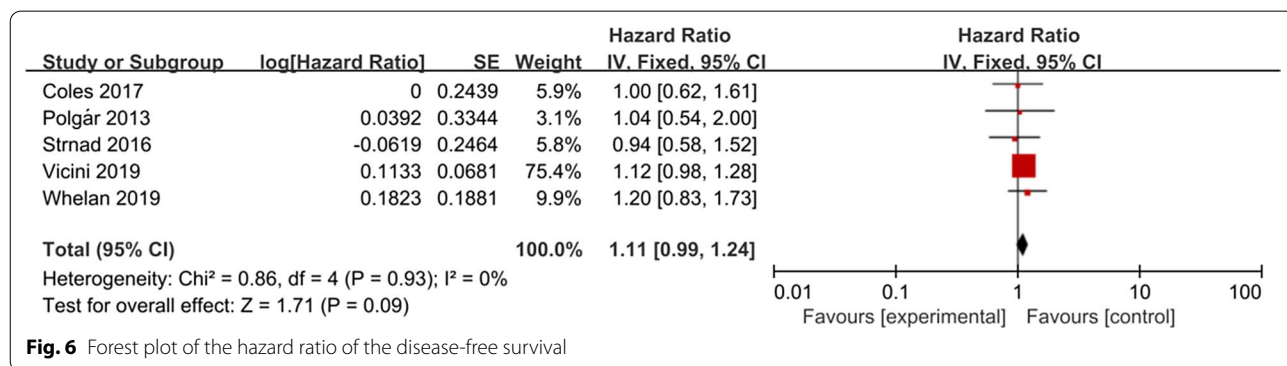 Hazard Ratio Hazard Ratio
Study or Subgroup log[Hazard Ratio] SE Weight IV, Fixed, 95% CI IV, Fixed, 95% CI
Coles 2017 0 0.2439 5.9% 1.00 [0.62, 1.61]
Polgár 2013 0.0392 0.3344 3.1% 1.04 [0.54, 2.00]
Strnad 2016 -0.0619 0.2464 5.8% 0.94 [0.58, 1.52]
Vicini 2019 0.1133 0.0681 75.4% 1.12 [0.98, 1.28]
Whelan 2019 0.1823 0.1881 9.9% 1.20 [0.83, 1.73]
Total (95% CI) 100.0% 1.11 [0.99, 1.24]
Heterogeneity: Chi² = 0.86, df = 4 (P = 0.93); I² = 0%
Test for overall effect: Z = 1.71 (P = 0.09)
0.01 0.1 1 10 100
Favours [experimental] Favours [control]
Fig. 6 Forest plot of the hazard ratio of the disease-free survival